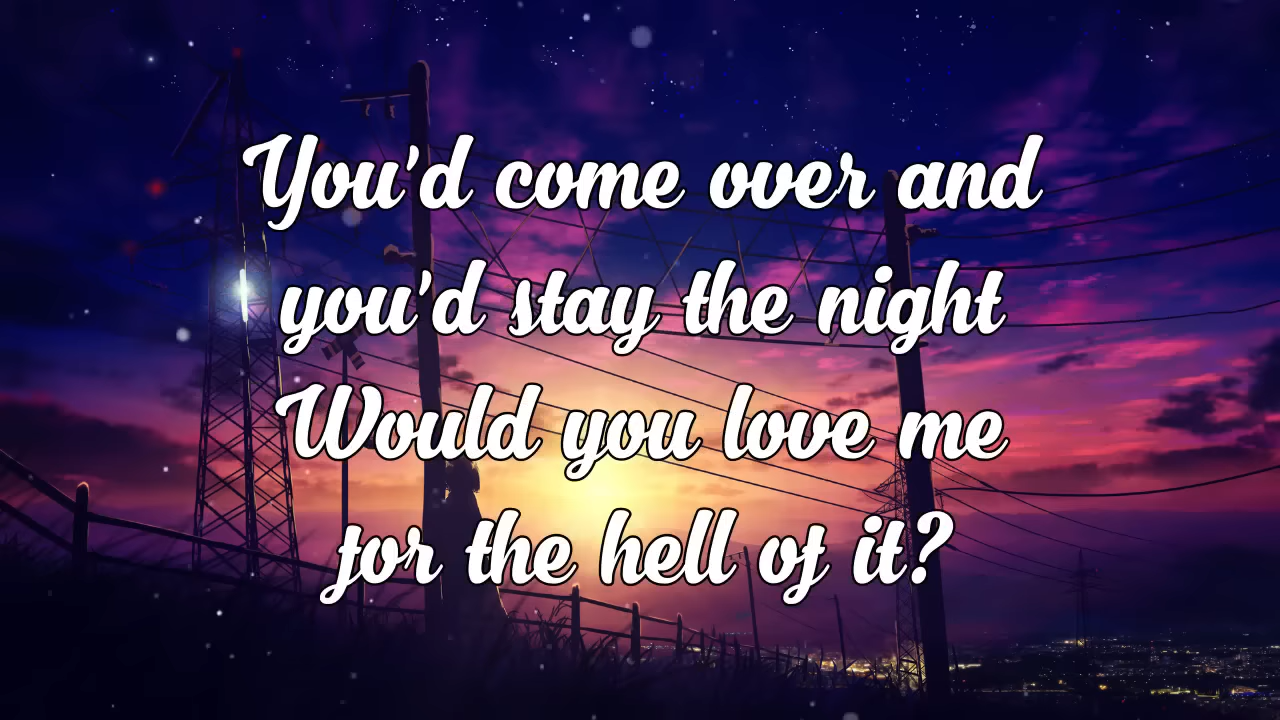 You'd come over and
you'd stay the night
Would you love me
for the hell of it?